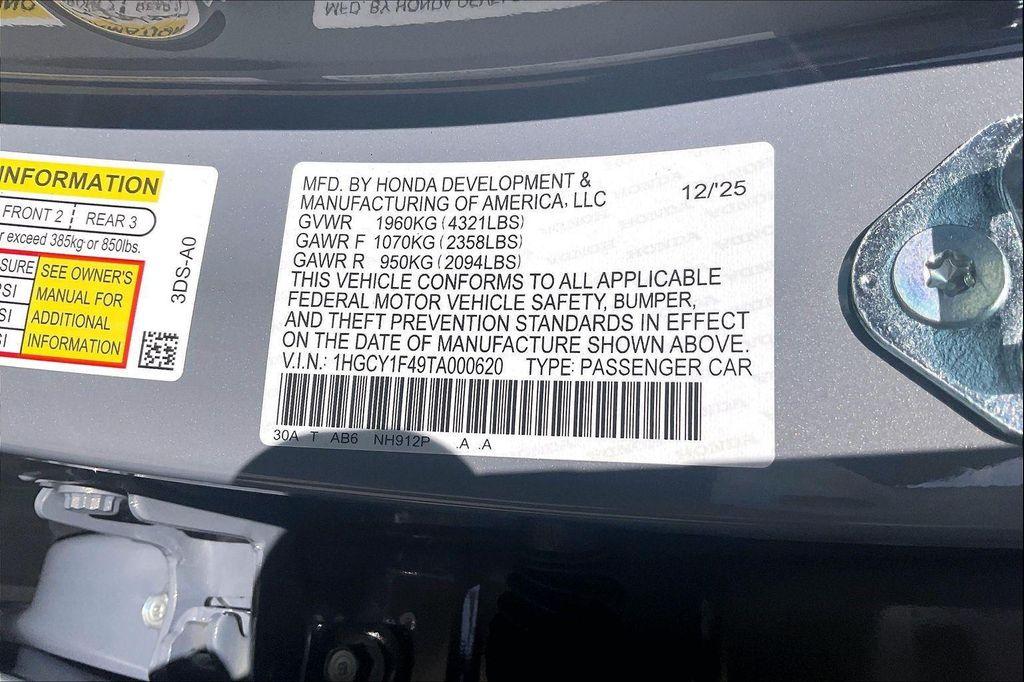 MFD. BY HONDA
INFORMATION
FRONT 2 REAR 3
exceed 385kg or 850lbs.
SEE OWNER'S
MANUAL FOR
ADDITIONAL
INFORMATION
3DS-A0
MFD. BY HONDA DEVELOPMENT &
MANUFACTURING OF AMERICA, LLC 12/'25
GVWR 1960KG (4321LBS)
GAWR F 1070KG (2358LBS)
GAWR R 950KG (2094LBS)
THIS VEHICLE CONFORMS TO ALL APPLICABLE
FEDERAL MOTOR VEHICLE SAFETY, BUMPER,
AND THEFT PREVENTION STANDARDS IN EFFECT
ON THE DATE OF MANUFACTURE SHOWN ABOVE.
V.I.N.: 1HGCY1F49TA000620 TYPE: PASSENGER CAR
30A T AB6 NH912P .A .A